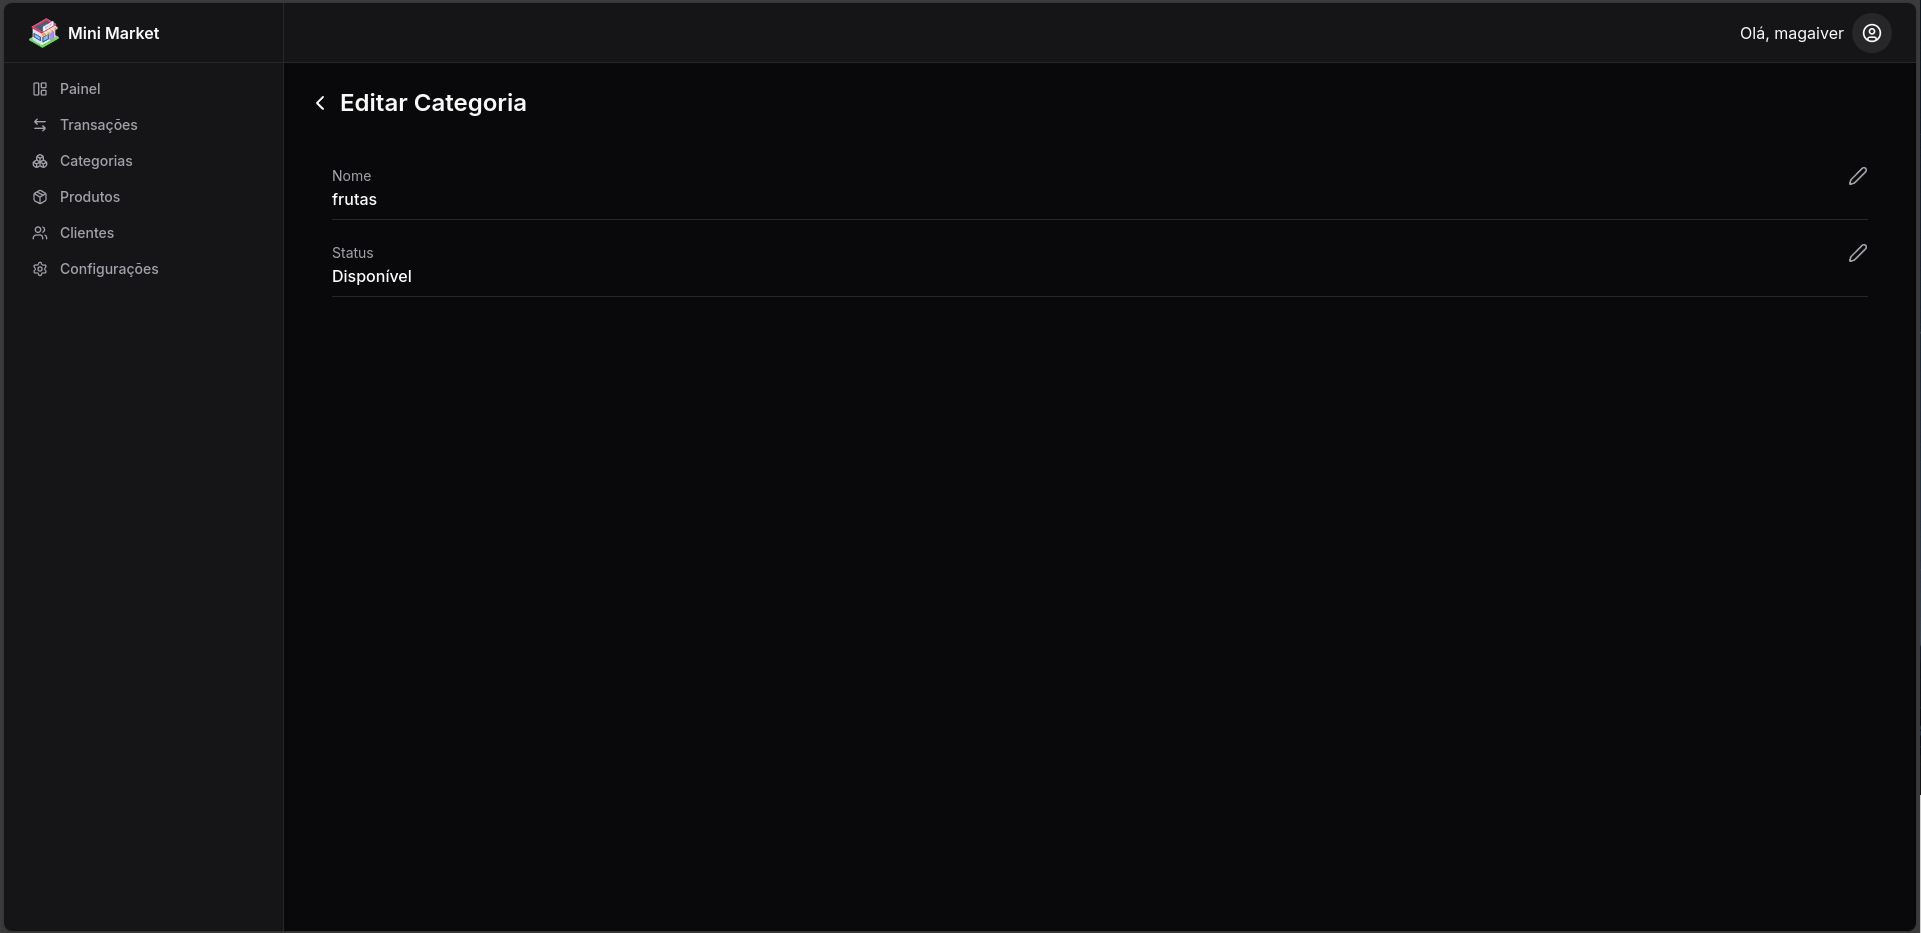 Mini Market
Olá, magaiver
Painel
Transações
Categorias
Produtos
Clientes
Configurações
Editar Categoria
Nome
frutas
Status
Disponível